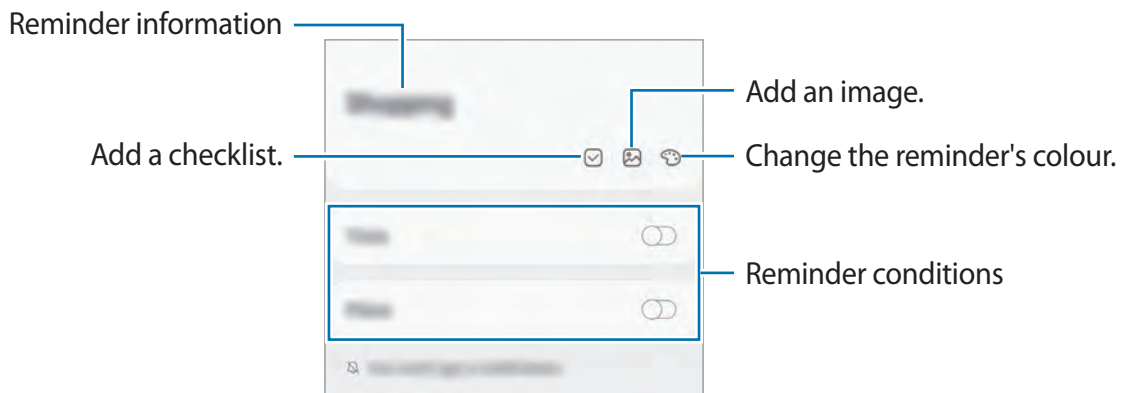 Reminder information
Add an image.
Add a checklist.
Change the reminder's colour.
Reminder conditions